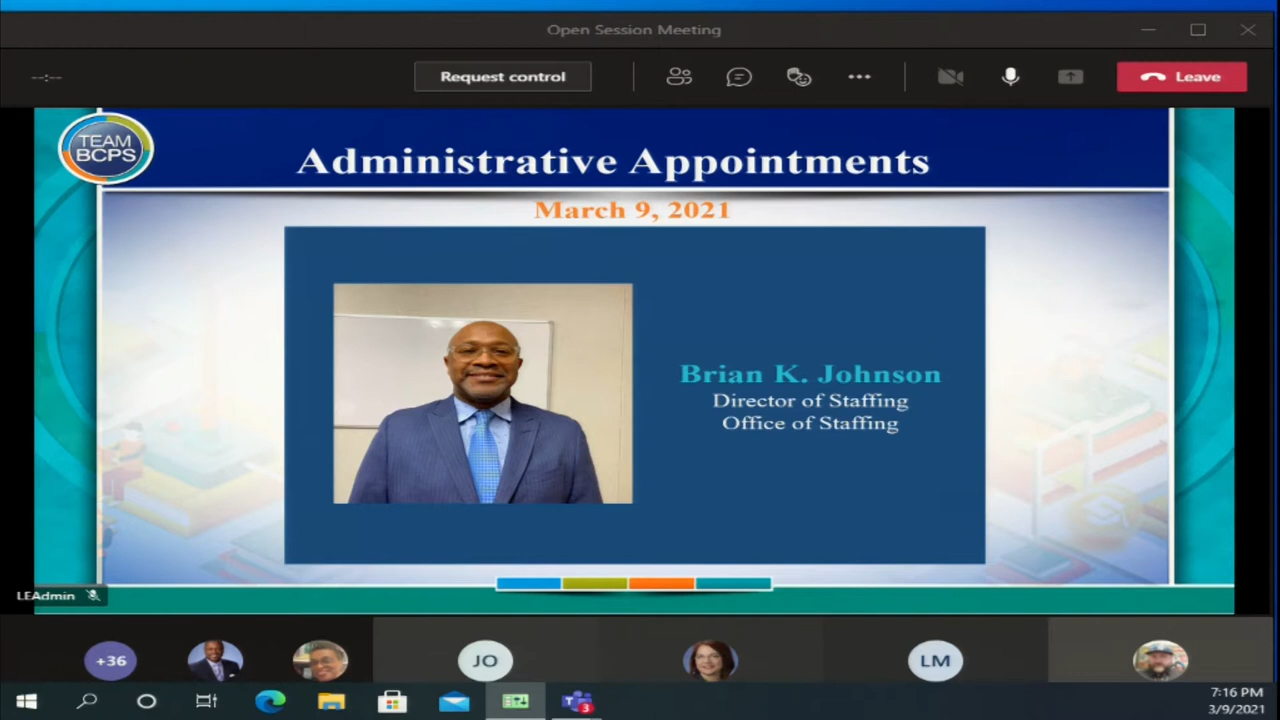 Open Session Meeting
--:--
Request control
Leave
TEAM
BCPS
Administrative Appointments
March 9, 2021
Brian K. Johnson
Director of Staffing
Office of Staffing
LEAdmin
+36
JO
LM
T
3
7:16 PM
3/9/2021